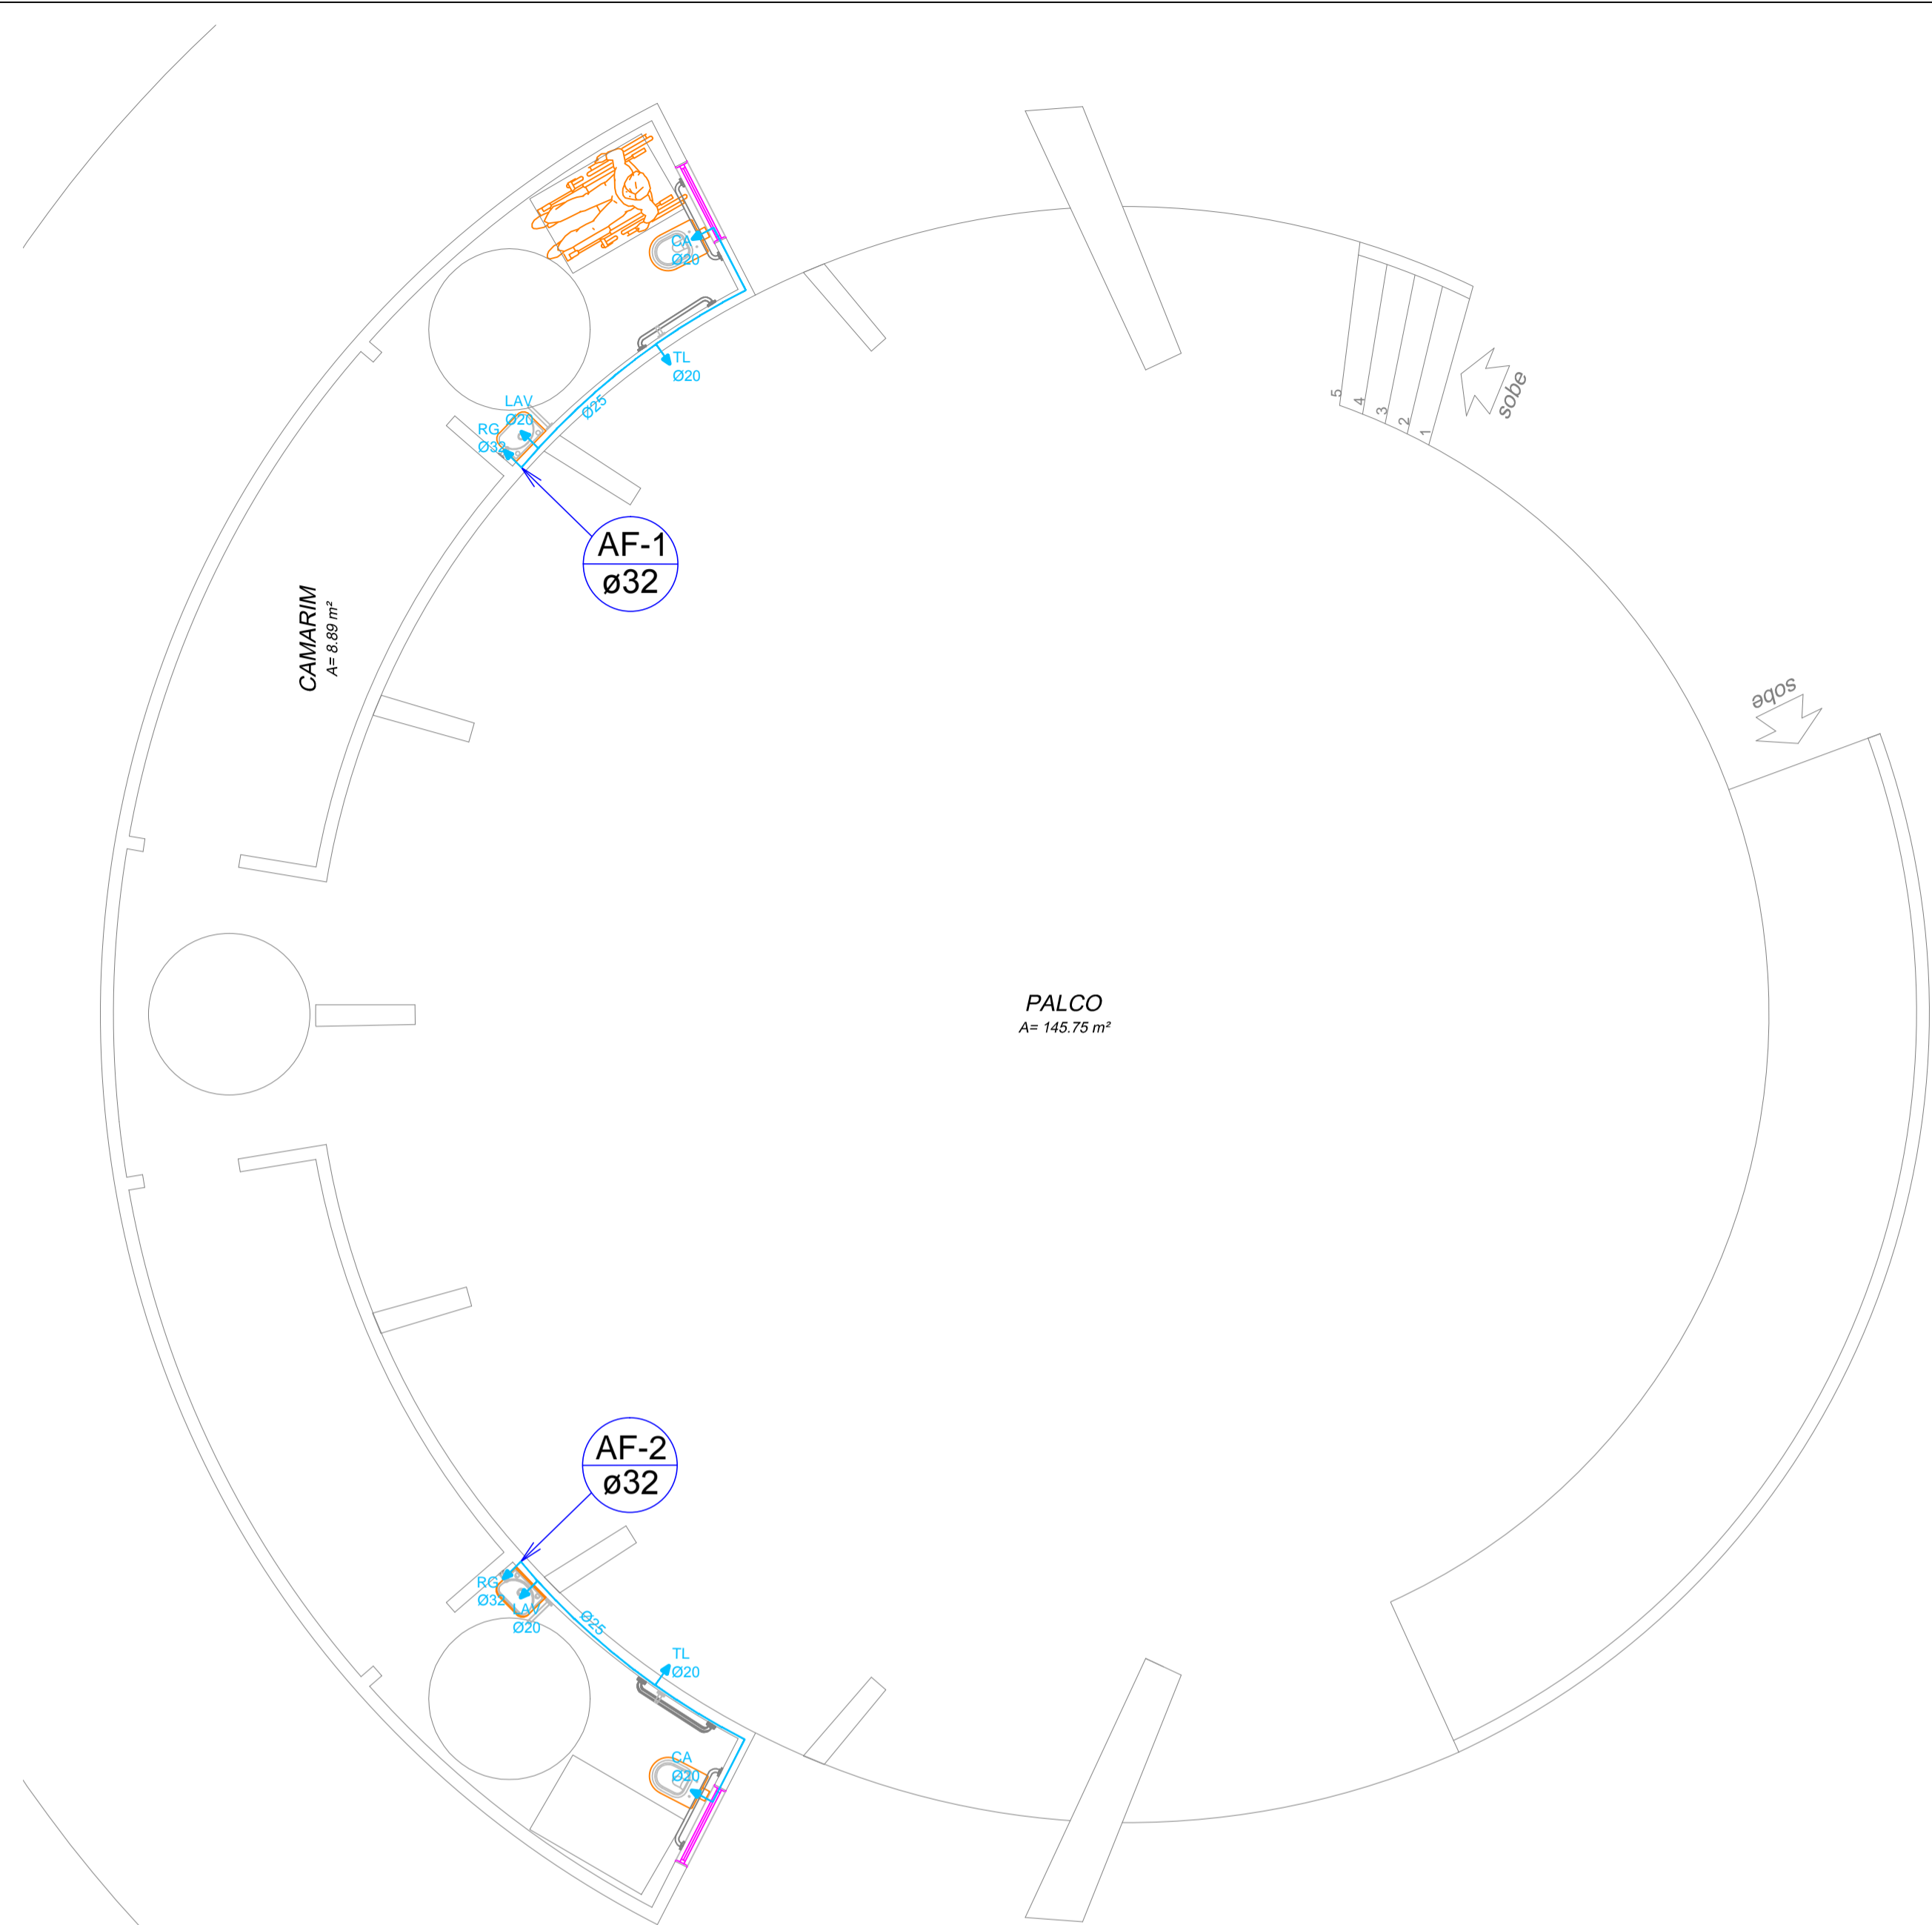 CA
Ø20
TL
Ø20
LAV
Ø20
Ø25
RG
Ø32
5
4
3
2
1
sobe
AF-1
ø32
CAMARIM
A= 8.89 m²
sobe
PALCO
A= 145.75 m²
AF-2
ø32
RG
Ø32
LAV
Ø20
Ø25
TL
Ø20
CA
Ø20